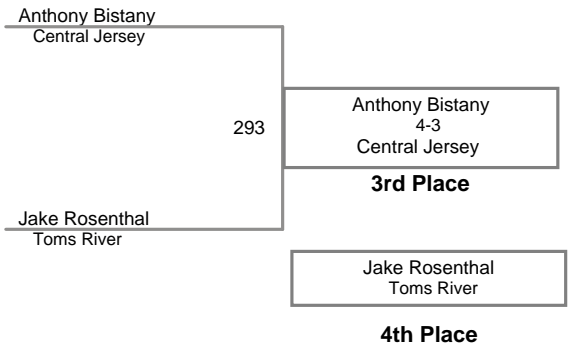 Anthony Bistany
Central Jersey
293
Anthony Bistany
4-3
Central Jersey
3rd Place
Jake Rosenthal
Toms River
Jake Rosenthal
Toms River
4th Place